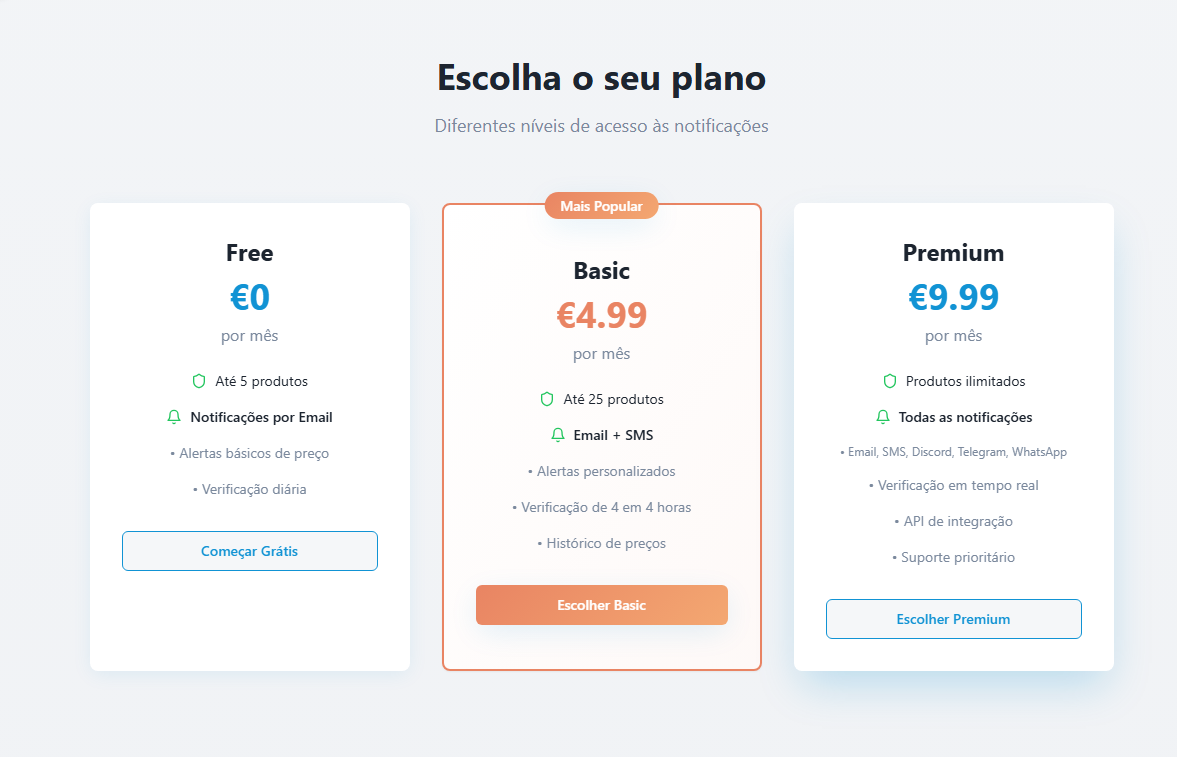 Escolha o seu plano
Diferentes níveis de acesso às notificações
Free
€0
por mês
Até 5 produtos
Notificações por Email
• Alertas básicos de preço
• Verificação diária
Começar Grátis
Mais Popular
Basic
€4.99
por mês
Até 25 produtos
Email + SMS
• Alertas personalizados
• Verificação de 4 em 4 horas
• Histórico de preços
Escolher Basic
Premium
€9.99
por mês
Produtos ilimitados
Todas as notificações
• Email, SMS, Discord, Telegram, WhatsApp
• Verificação em tempo real
• API de integração
• Suporte prioritário
Escolher Premium